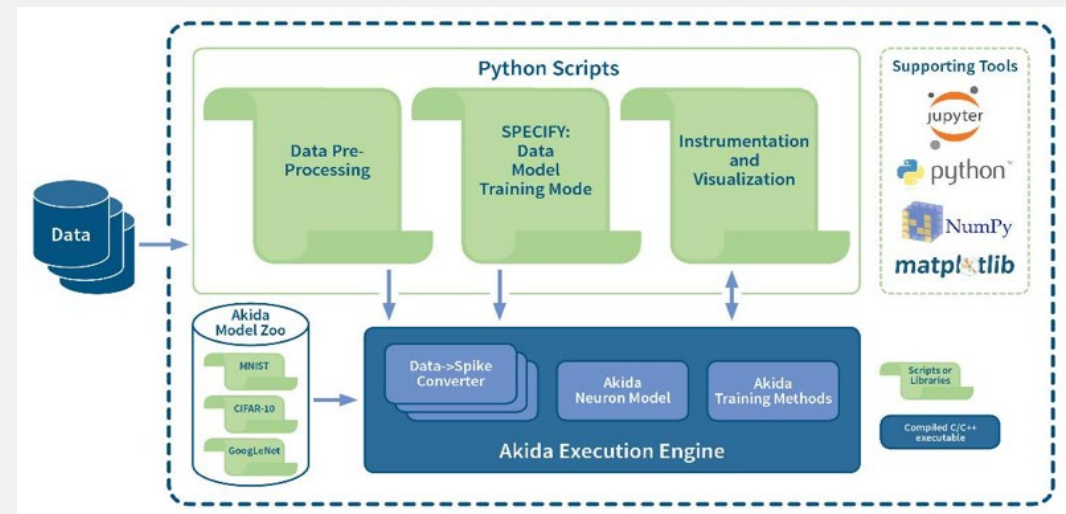 Python Scripts
Data Pre-
Processing
SPECIFY:
Data
Model
Training Mode
Instrumentation
and
Visualization
Supporting Tools
jupyter
python™
NumPy
matplotlib
Data
Akida
Model Zoo
MNIST
CIFAR-10
GoogLeNet
Data->Spike
Converter
Akida
Neuron Model
Akida
Training Methods
Akida Execution Engine
Scripts or
Libraries
Compiled C/C++
executable